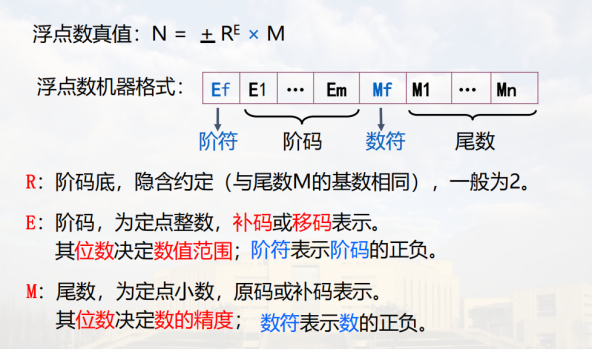 浮点数真值：N = ± Rᴱ × M
浮点数机器格式： Ef E1 … Em Mf M1 … Mn
阶符 阶码 数符 尾数
R：阶码底，隐含约定（与尾数M的基数相同），一般为2。
E：阶码，为定点整数，补码或移码表示。
其位数决定数值范围；阶符表示阶码的正负。
M：尾数，为定点小数，原码或补码表示。
其位数决定数的精度；数符表示数的正负。